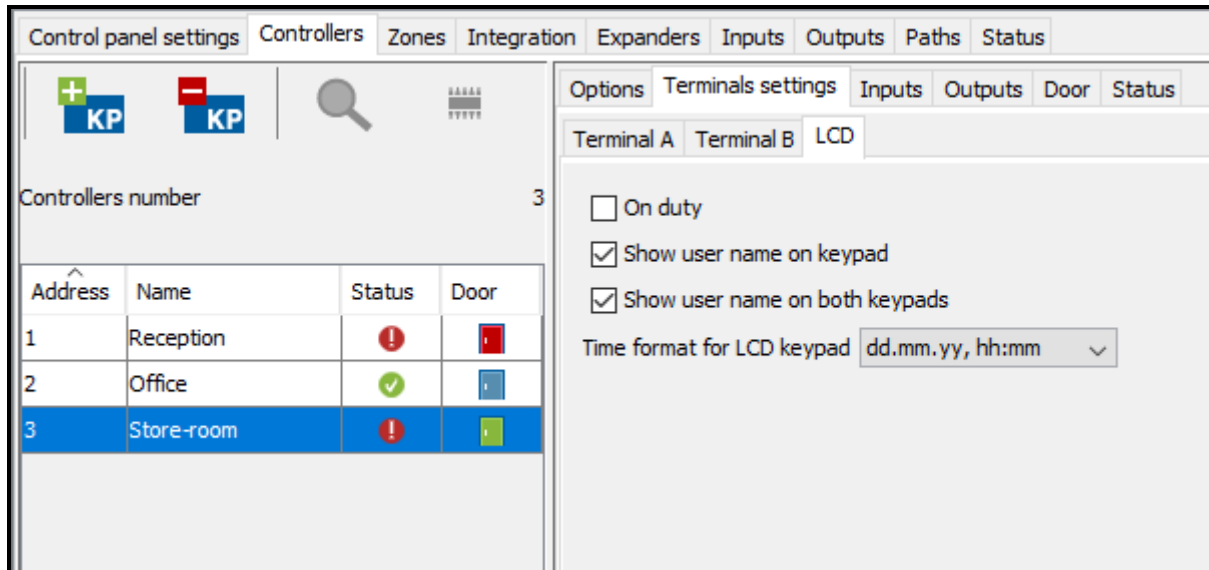 Control panel settings Controllers Zones Integration Expanders Inputs Outputs Paths Status
KP KP
Controllers number 3
Address Name Status Door
1 Reception
2 Office
3 Store-room
Options Terminals settings Inputs Outputs Door Status
Terminal A Terminal B LCD
On duty
Show user name on keypad
Show user name on both keypads
Time format for LCD keypad dd.mm.yy, hh:mm